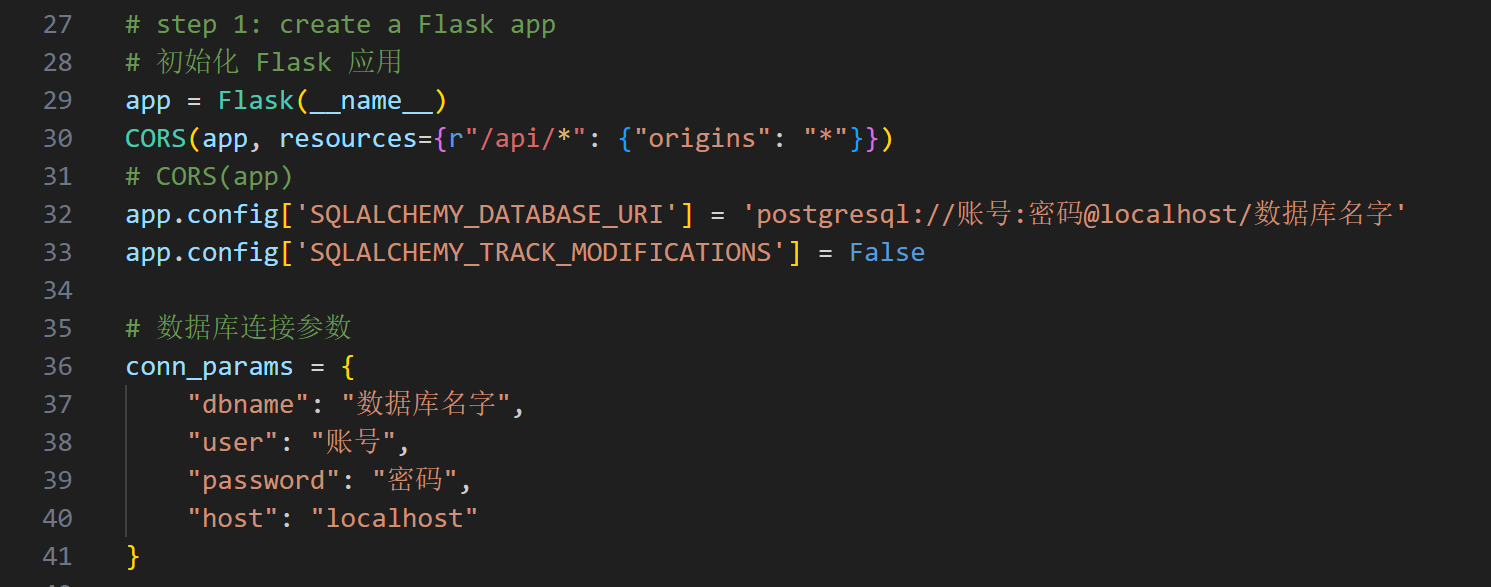 27 # step 1: create a Flask app
28 # 初始化 Flask 应用
29 app = Flask(__name__)
30 CORS(app, resources={r"/api/*": {"origins": "*"}})
31 # CORS(app)
32 app.config['SQLALCHEMY_DATABASE_URI'] = 'postgresql://账号:密码@localhost/数据库名字'
33 app.config['SQLALCHEMY_TRACK_MODIFICATIONS'] = False
34
35 # 数据库连接参数
36 conn_params = {
37     "dbname": "数据库名字",
38     "user": "账号",
39     "password": "密码",
40     "host": "localhost"
41 }